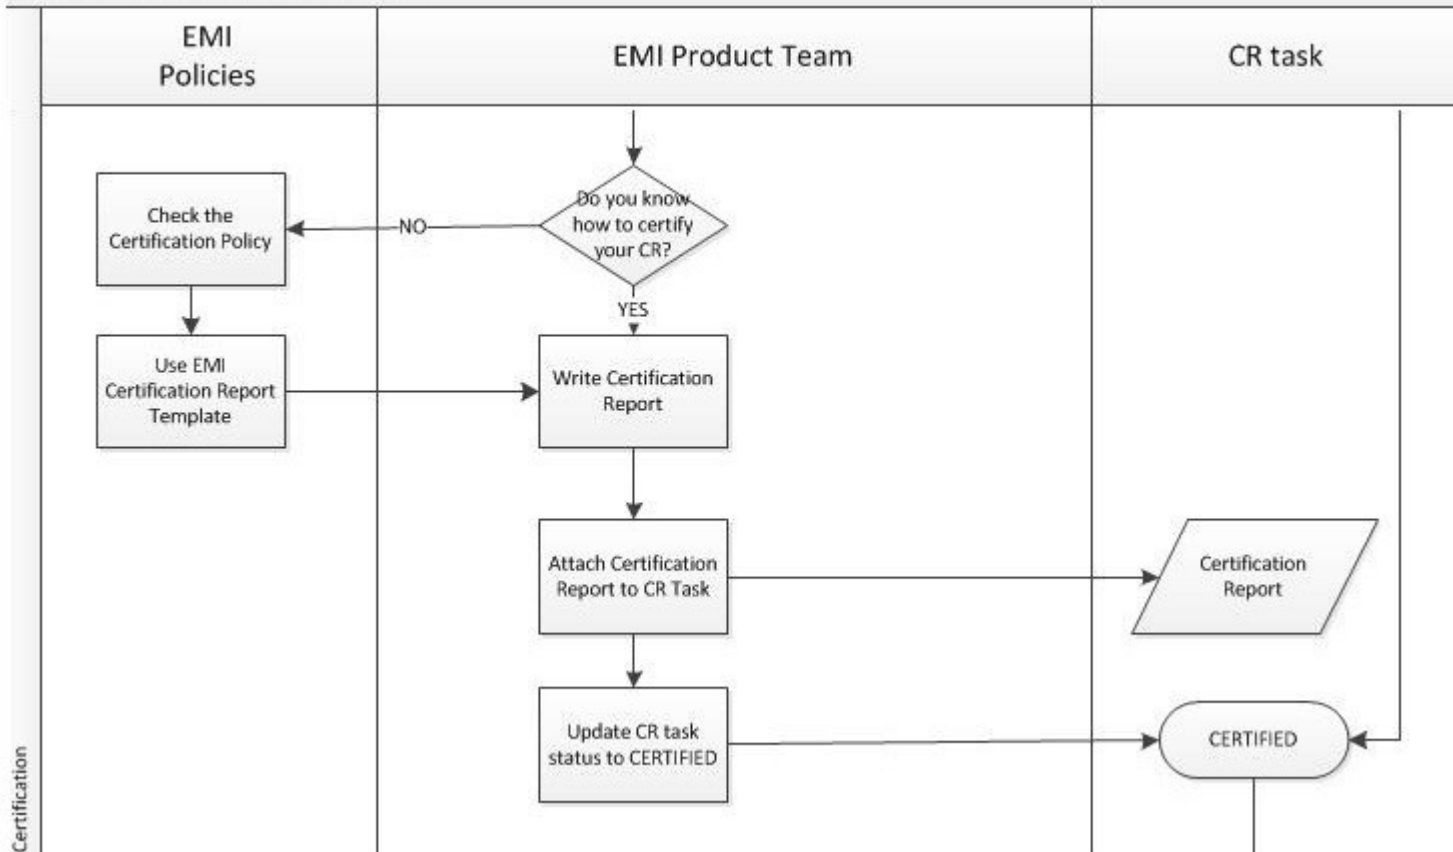 EMI
Policies
EMI Product Team
CR task
Do you know
how to certify
your CR?
NO
Check the
Certification Policy
YES
Use EMI
Certification Report
Template
Write Certification
Report
Attach Certification
Report to CR Task
Certification
Report
Update CR task
status to CERTIFIED
CERTIFIED
Certification